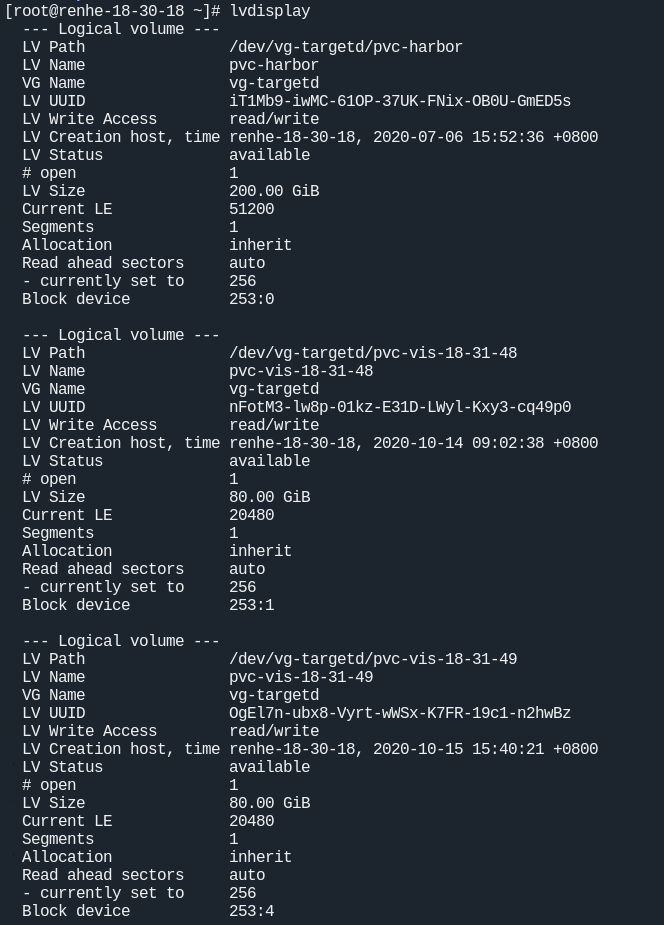 [root@renhe-18-30-18 ~]# lvdisplay
--- Logical volume ---
LV Path                /dev/vg-targetd/pvc-harbor
LV Name                pvc-harbor
VG Name                vg-targetd
LV UUID                iT1Mb9-iwMC-61OP-37UK-FNix-OB0U-GmED5s
LV Write Access        read/write
LV Creation host, time renhe-18-30-18, 2020-07-06 15:52:36 +0800
LV Status              available
# open                 1
LV Size                200.00 GiB
Current LE             51200
Segments               1
Allocation             inherit
Read ahead sectors     auto
- currently set to     256
Block device           253:0

--- Logical volume ---
LV Path                /dev/vg-targetd/pvc-vis-18-31-48
LV Name                pvc-vis-18-31-48
VG Name                vg-targetd
LV UUID                nFotM3-lw8p-01kz-E31D-LWyl-Kxy3-cq49p0
LV Write Access        read/write
LV Creation host, time renhe-18-30-18, 2020-10-14 09:02:38 +0800
LV Status              available
# open                 1
LV Size                80.00 GiB
Current LE             20480
Segments               1
Allocation             inherit
Read ahead sectors     auto
- currently set to     256
Block device           253:1

--- Logical volume ---
LV Path                /dev/vg-targetd/pvc-vis-18-31-49
LV Name                pvc-vis-18-31-49
VG Name                vg-targetd
LV UUID                OgEl7n-ubx8-Vyrt-wWSx-K7FR-19c1-n2hwBz
LV Write Access        read/write
LV Creation host, time renhe-18-30-18, 2020-10-15 15:40:21 +0800
LV Status              available
# open                 1
LV Size                80.00 GiB
Current LE             20480
Segments               1
Allocation             inherit
Read ahead sectors     auto
- currently set to     256
Block device           253:4